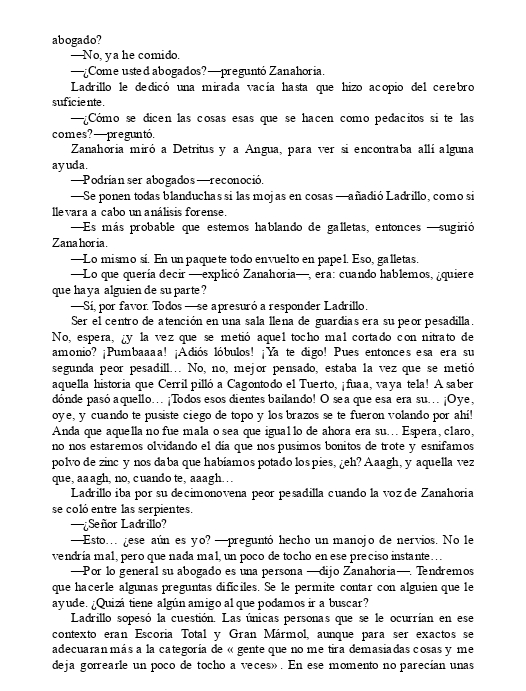 abogado?
—No, ya he comido.
—¿Come usted abogados? —preguntó Zanahoria.
Ladrillo le dedicó una mirada vacía hasta que hizo acopio del cerebro
suficiente.
—¿Cómo se dicen las cosas esas que se hacen como pedacitos si te las
comes? —preguntó.
Zanahoria miró a Detritus y a Angua, para ver si encontraba allí alguna
ayuda.
—Podrían ser abogados —reconoció.
—Se ponen todas blanduchas si las mojas en cosas —añadió Ladrillo, como si
llevara a cabo un análisis forense.
—Es más probable que estemos hablando de galletas, entonces —sugirió
Zanahoria.
—Lo mismo sí. En un paquete todo envuelto en papel. Eso, galletas.
—Lo que quería decir —explicó Zanahoria—, era: cuando hablemos, ¿quiere
que haya alguien de su parte?
—Sí, por favor. Todos —se apresuró a responder Ladrillo.
Ser el centro de atención en una sala llena de guardias era su peor pesadilla.
No, espera, ¿y la vez que se metió aquel tocho mal cortado con nitrato de
amonio? ¡Pumbaaaa! ¡Adiós lóbulos! ¡Ya te digo! Pues entonces esa era su
segunda peor pesadill... No, no, mejor pensado, estaba la vez que se metió
aquella historia que Cerril pilló a Cagontodo el Tuerto, ¡fuaa, vaya tela! A saber
dónde pasó aquello... ¡Todos esos dientes bailando! O sea que esa era su... ¡Oye,
oye, y cuando te pusiste ciego de topo y los brazos se te fueron volando por ahí!
Anda que aquella no fue mala o sea que igual lo de ahora era su... Espera, claro,
no nos estaremos olvidando el día que nos pusimos bonitos de trote y esnifamos
polvo de zinc y nos daba que habíamos potado los pies, ¿eh? Aaagh, y aquella vez
que, aaagh, no, cuando te, aaagh...
Ladrillo iba por su decimonovena peor pesadilla cuando la voz de Zanahoria
se coló entre las serpientes.
—¿Señor Ladrillo?
—Esto... ¿ese aún es yo? —preguntó hecho un manojo de nervios. No le
vendría mal, pero que nada mal, un poco de tocho en ese preciso instante...
—Por lo general su abogado es una persona —dijo Zanahoria—. Tendremos
que hacerle algunas preguntas difíciles. Se le permite contar con alguien que le
ayude. ¿Quizá tiene algún amigo al que podamos ir a buscar?
Ladrillo sopesó la cuestión. Las únicas personas que se le ocurrían en ese
contexto eran Escoria Total y Gran Mármol, aunque para ser exactos se
adecuaran más a la categoría de « gente que no me tira demasiadas cosas y me
deja gorrearle un poco de tocho a veces» . En ese momento no parecían unas